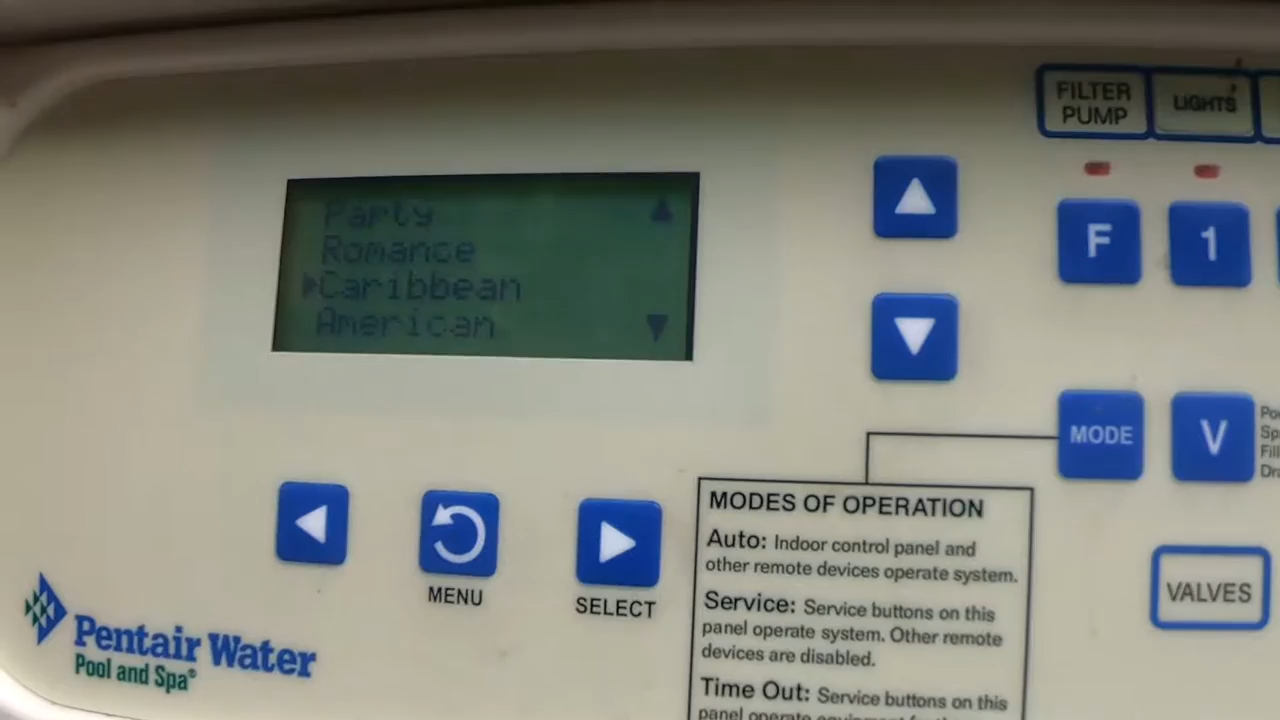 FILTER
PUMP
LIGHTS
Party
Romance
Caribbean
American
F
1
MODE
V
MENU
SELECT
MODES OF OPERATION
Auto: Indoor control panel and
other remote devices operate system.
Service: Service buttons on this
panel operate system. Other remote
devices are disabled.
Time Out: Service buttons on this
panel operate
VALVES
Pentair Water
Pool and Spa®